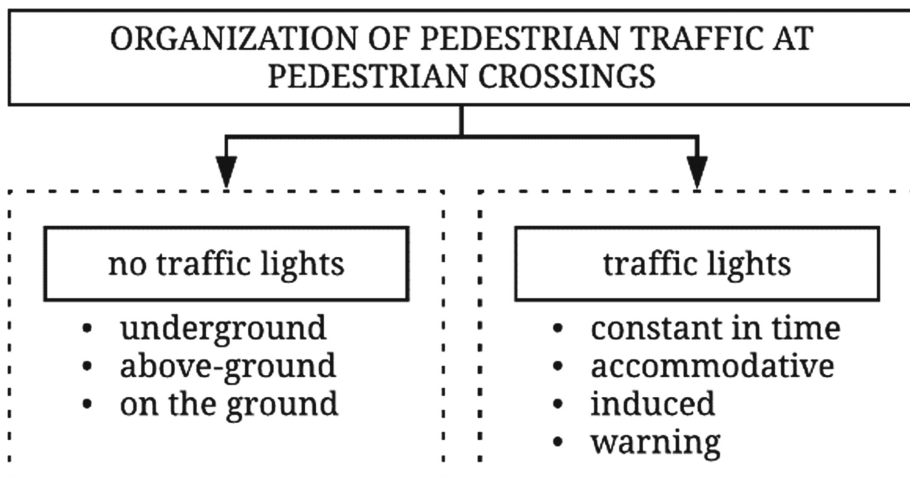 ORGANIZATION OF PEDESTRIAN TRAFFIC AT
PEDESTRIAN CROSSINGS
no traffic lights
• underground
• above-ground
• on the ground
traffic lights
• constant in time
• accommodative
• induced
• warning